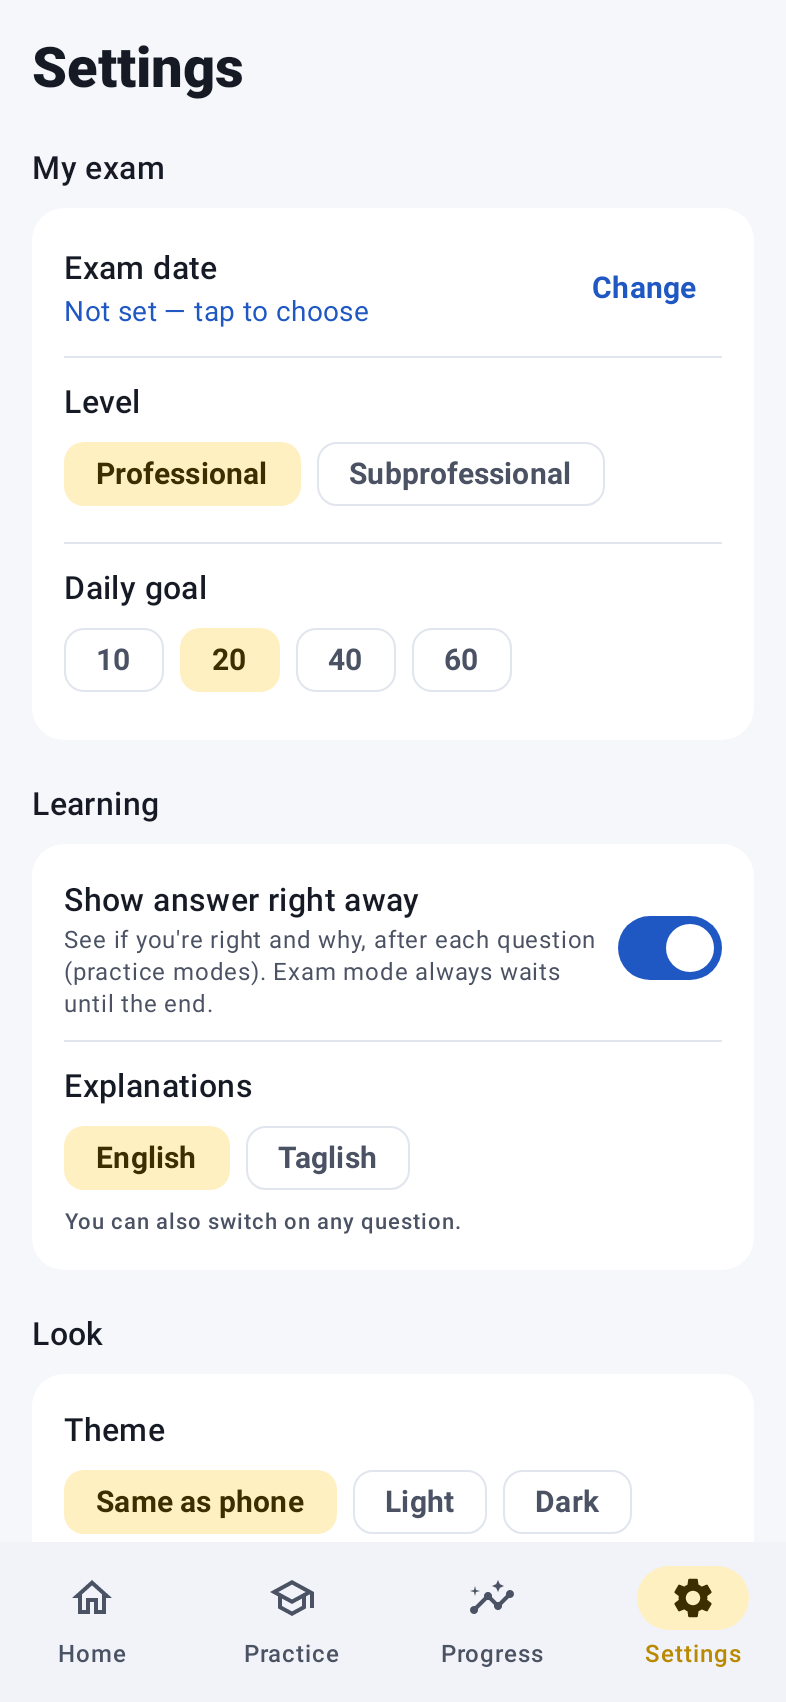 Settings
My exam
Exam date
Not set — tap to choose
Change
Level
Professional
Subprofessional
Daily goal
10
20
40
60
Learning
Show answer right away
See if you're right and why, after each question
(practice modes). Exam mode always waits
until the end.
Explanations
English
Taglish
You can also switch on any question.
Look
Theme
Same as phone
Light
Dark
Home
Practice
Progress
Settings